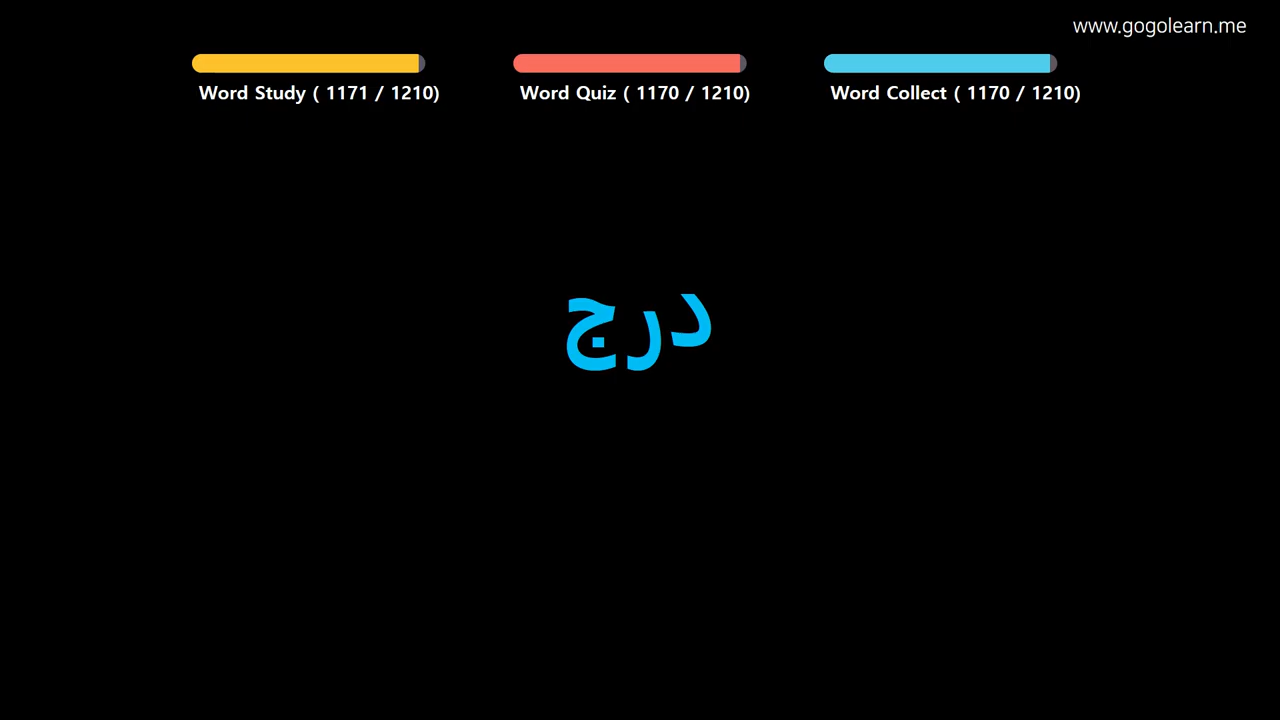 www.gogolearn.me
Word Study ( 1171 / 1210)
Word Quiz ( 1170 / 1210)
Word Collect ( 1170 / 1210)
درج